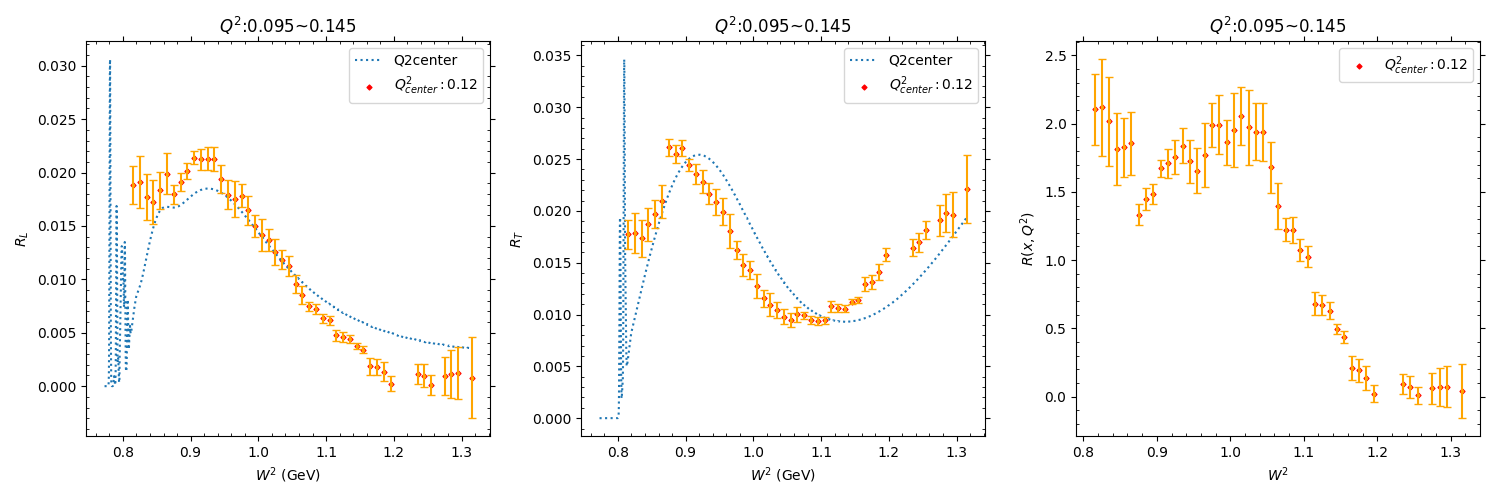 Q²:0.095~0.145
Q2center
Q²center : 0.12
0.030
0.025
0.020
0.015
0.010
0.005
0.000
R_L
0.8 0.9 1.0 1.1 1.2 1.3
W² (GeV)
Q²:0.095~0.145
Q2center
Q²center : 0.12
0.035
0.030
0.025
0.020
0.015
0.010
0.005
0.000
R_T
0.8 0.9 1.0 1.1 1.2 1.3
W² (GeV)
Q²:0.095~0.145
Q²center : 0.12
2.5
2.0
1.5
1.0
0.5
0.0
R(x, Q²)
0.8 0.9 1.0 1.1 1.2 1.3
W²